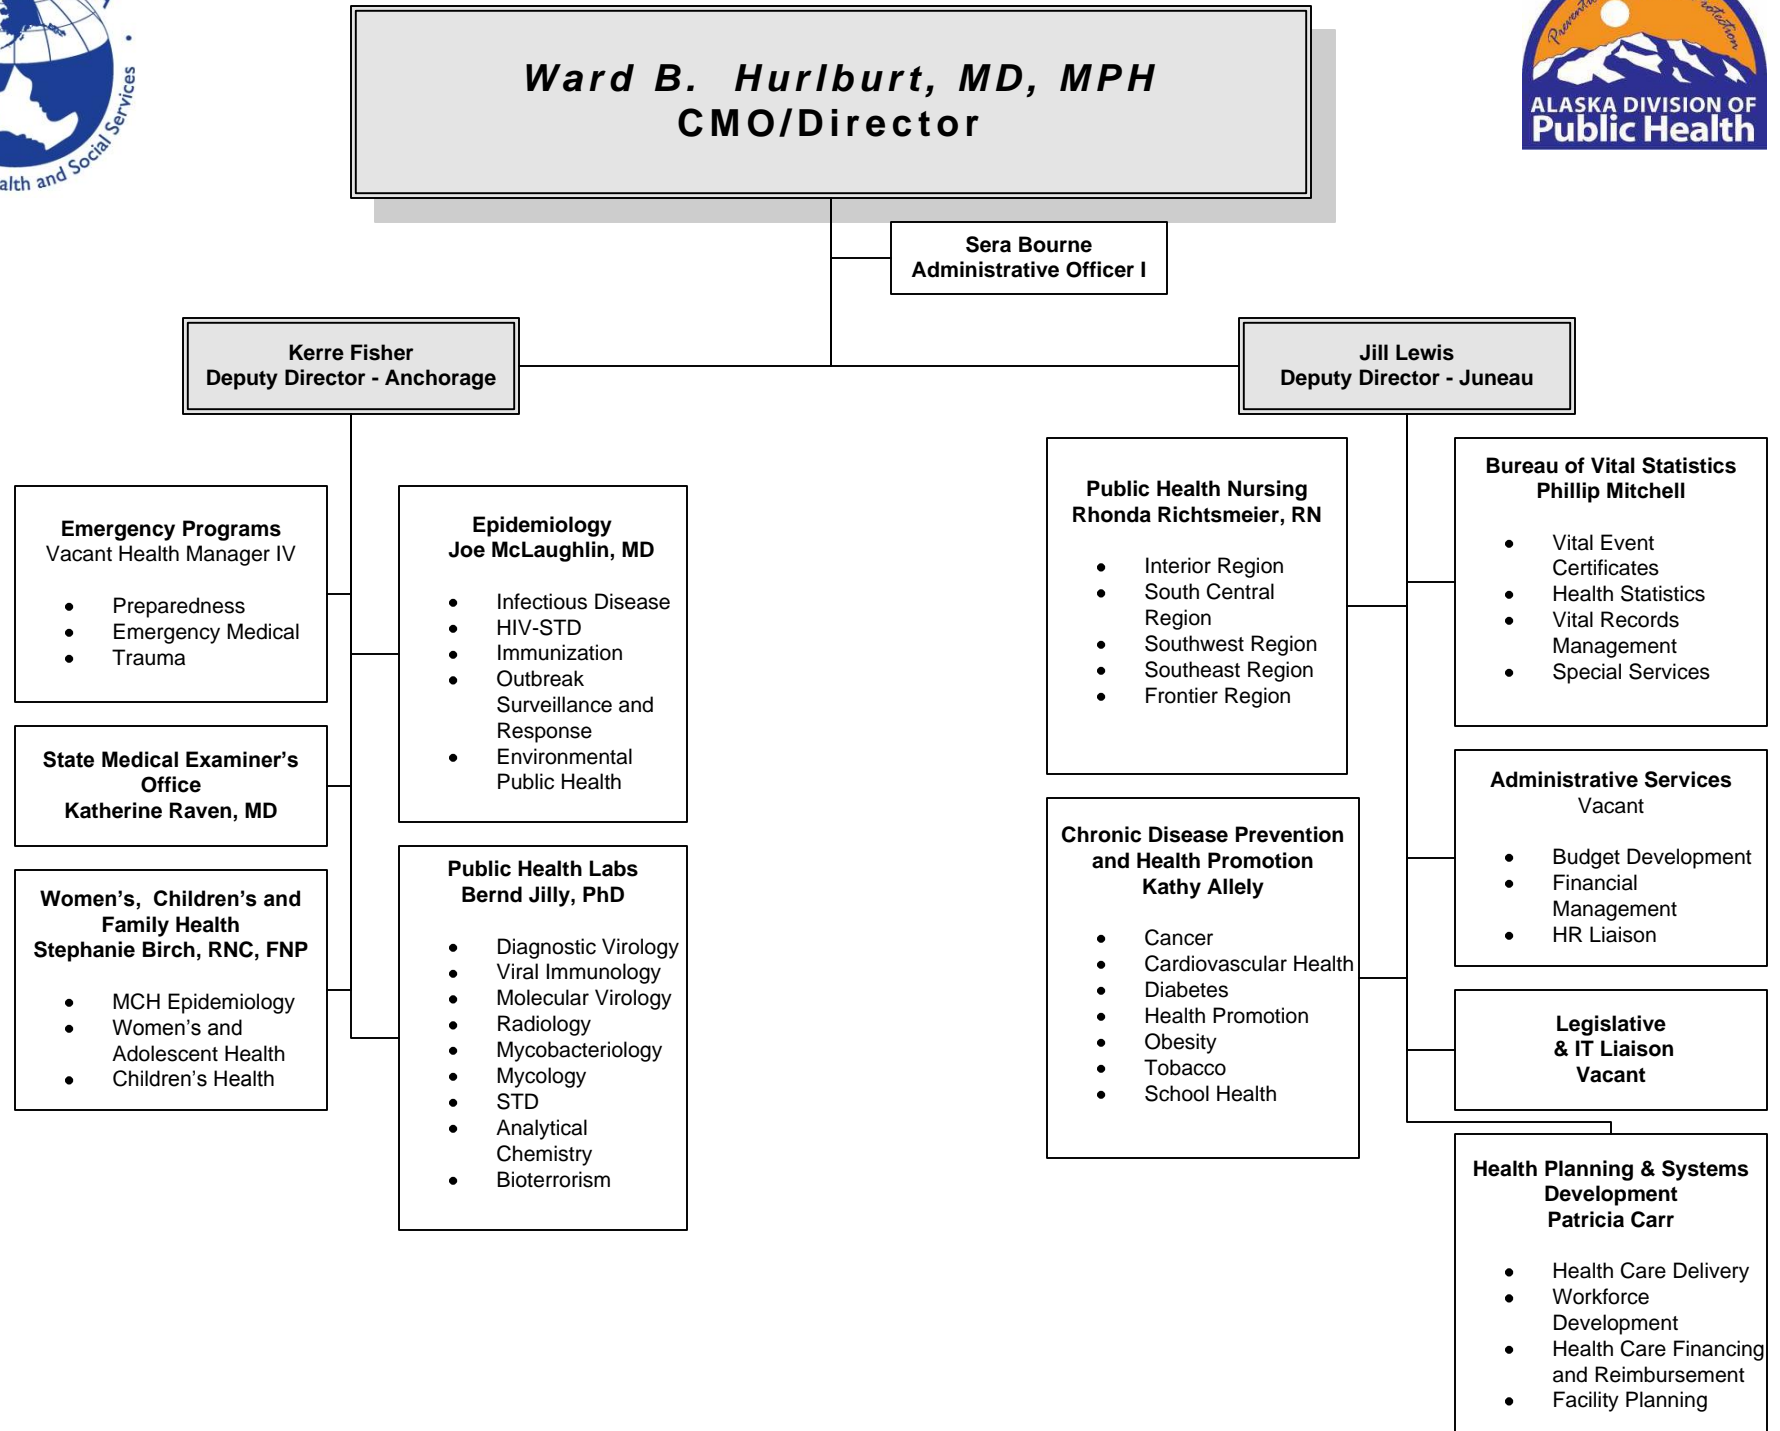 alth and Social Services
ALASKA DIVISION OF
Public Health
Ward B. Hurlburt, MD, MPH
CMO/Director
Sera Bourne
Administrative Officer I
Kerre Fisher
Deputy Director - Anchorage
Jill Lewis
Deputy Director - Juneau
Emergency Programs
Vacant Health Manager IV
• Preparedness
• Emergency Medical
• Trauma
State Medical Examiner’s
Office
Katherine Raven, MD
Women’s, Children’s and
Family Health
Stephanie Birch, RNC, FNP
• MCH Epidemiology
• Women’s and
Adolescent Health
• Children’s Health
Epidemiology
Joe McLaughlin, MD
• Infectious Disease
• HIV-STD
• Immunization
• Outbreak
Surveillance and
Response
• Environmental
Public Health
Public Health Labs
Bernd Jilly, PhD
• Diagnostic Virology
• Viral Immunology
• Molecular Virology
• Radiology
• Mycobacteriology
• Mycology
• STD
• Analytical
Chemistry
• Bioterrorism
Public Health Nursing
Rhonda Richtsmeier, RN
• Interior Region
• South Central
Region
• Southwest Region
• Southeast Region
• Frontier Region
Chronic Disease Prevention
and Health Promotion
Kathy Allely
• Cancer
• Cardiovascular Health
• Diabetes
• Health Promotion
• Obesity
• Tobacco
• School Health
Bureau of Vital Statistics
Phillip Mitchell
• Vital Event
Certificates
• Health Statistics
• Vital Records
Management
• Special Services
Administrative Services
Vacant
• Budget Development
• Financial
Management
• HR Liaison
Legislative
& IT Liaison
Vacant
Health Planning & Systems
Development
Patricia Carr
• Health Care Delivery
• Workforce
Development
• Health Care Financing
and Reimbursement
• Facility Planning